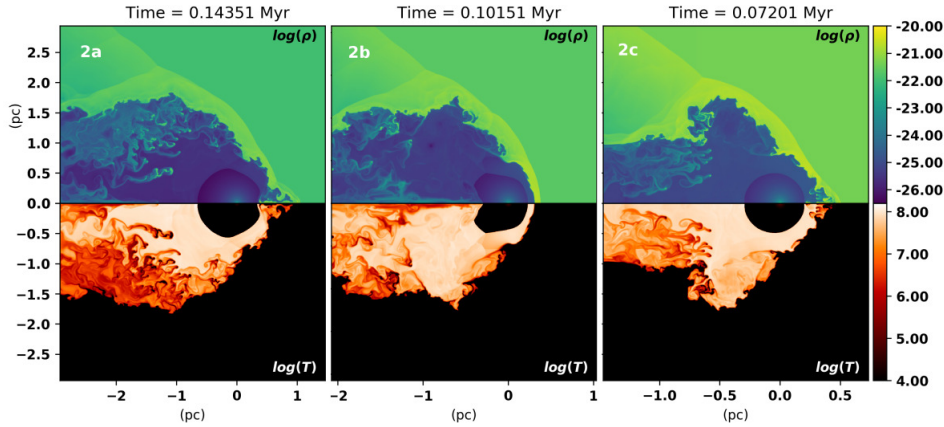 Time = 0.14351 Myr
Time = 0.10151 Myr
Time = 0.07201 Myr
2a
log(ρ)
2b
log(ρ)
2c
log(ρ)
2.5
2.0
1.5
1.0
0.5
0.0
-0.5
-1.0
-1.5
-2.0
-2.5
(pc)
log(T)
log(T)
log(T)
-2
-1
0
1
-2
-1
0
1
-1.0
-0.5
0.0
0.5
(pc)
(pc)
(pc)
-20.00
-21.00
-22.00
-23.00
-24.00
-25.00
-26.00
8.00
7.00
6.00
5.00
4.00